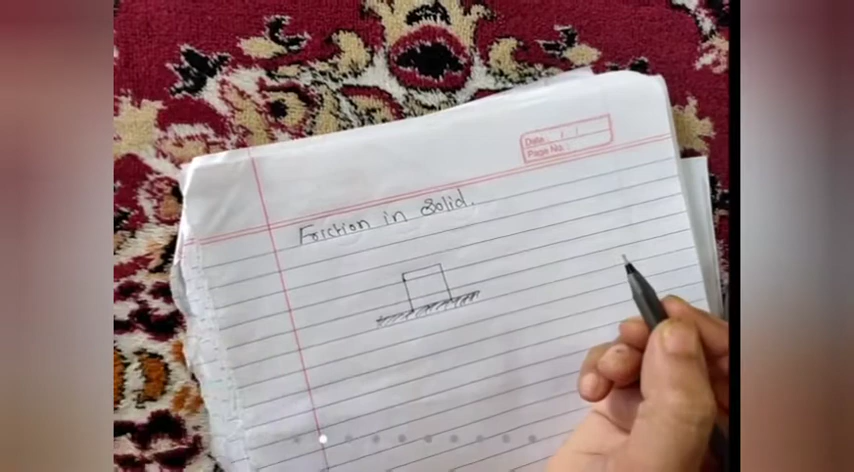 Date : / /
Page No. :
Friction in Solid.